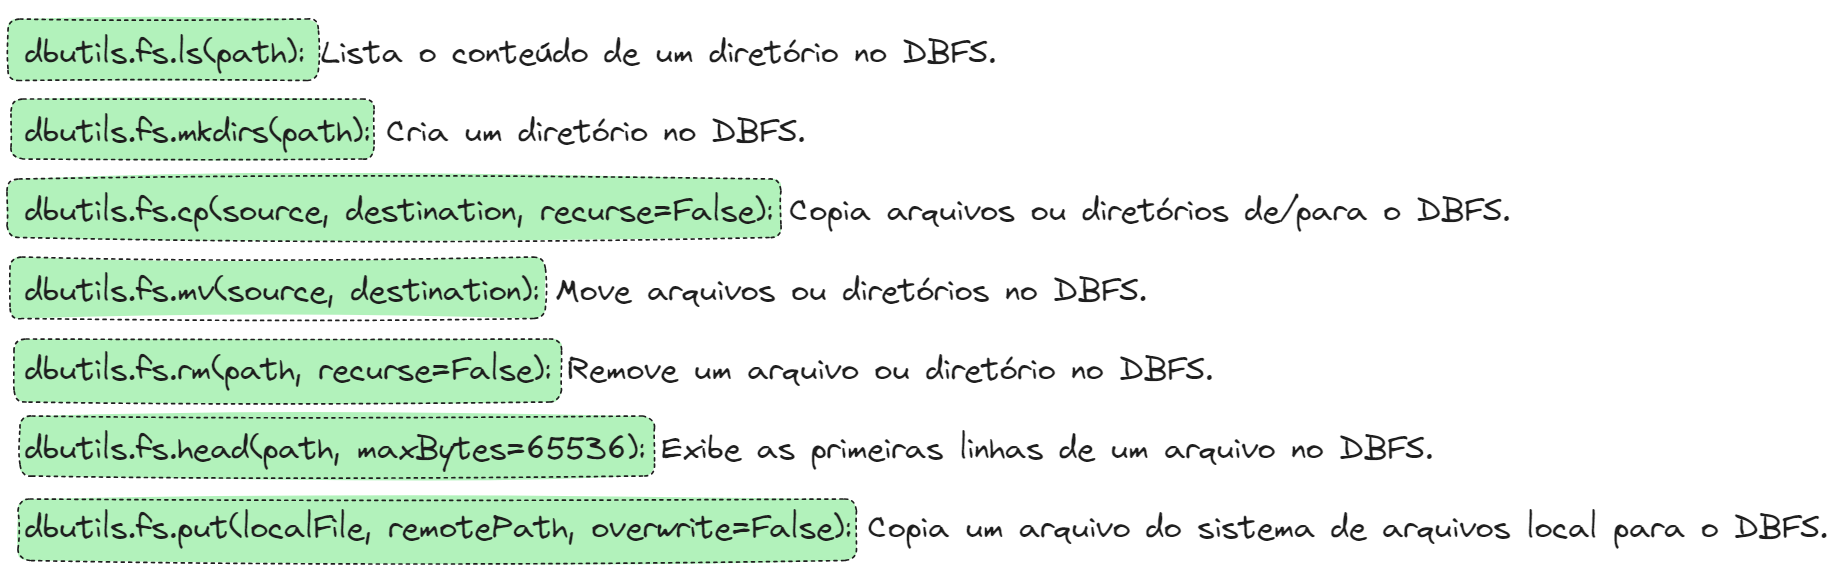 dbutils.fs.ls(path): Lista o conteúdo de um diretório no DBFS.
dbutils.fs.mkdirs(path): Cria um diretório no DBFS.
dbutils.fs.cp(source, destination, recurse=False): Copia arquivos ou diretórios de/para o DBFS.
dbutils.fs.mv(source, destination): Move arquivos ou diretórios no DBFS.
dbutils.fs.rm(path, recurse=False): Remove um arquivo ou diretório no DBFS.
dbutils.fs.head(path, maxBytes=65536): Exibe as primeiras linhas de um arquivo no DBFS.
dbutils.fs.put(localFile, remotePath, overwrite=False): Copia um arquivo do sistema de arquivos local para o DBFS.